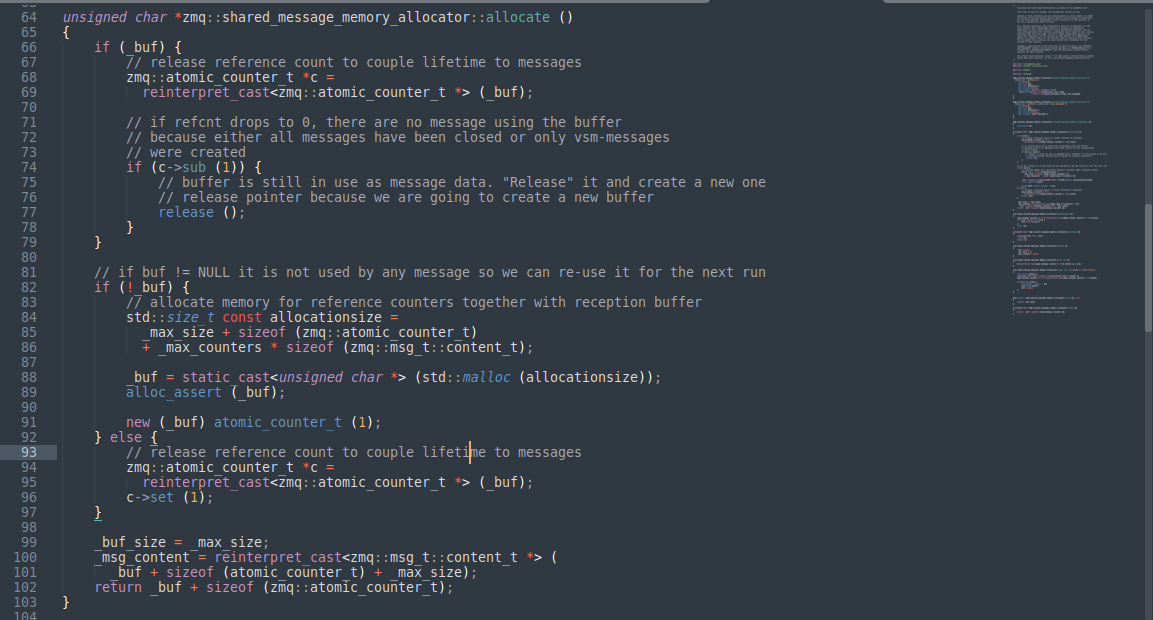 64 unsigned char *zmq::shared_message_memory_allocator::allocate ()
65 {
66     if (_buf) {
67         // release reference count to couple lifetime to messages
68         zmq::atomic_counter_t *c =
69           reinterpret_cast<zmq::atomic_counter_t *> (_buf);
70
71         // if refcnt drops to 0, there are no message using the buffer
72         // because either all messages have been closed or only vsm-messages
73         // were created
74         if (c->sub (1)) {
75             // buffer is still in use as message data. "Release" it and create a new one
76             // release pointer because we are going to create a new buffer
77             release ();
78         }
79     }
80
81     // if buf != NULL it is not used by any message so we can re-use it for the next run
82     if (!_buf) {
83         // allocate memory for reference counters together with reception buffer
84         std::size_t const allocationsize =
85           _max_size + sizeof (zmq::atomic_counter_t)
86           + _max_counters * sizeof (zmq::msg_t::content_t);
87
88         _buf = static_cast<unsigned char *> (std::malloc (allocationsize));
89         alloc_assert (_buf);
90
91         new (_buf) atomic_counter_t (1);
92     } else {
93         // release reference count to couple lifetime to messages
94         zmq::atomic_counter_t *c =
95           reinterpret_cast<zmq::atomic_counter_t *> (_buf);
96         c->set (1);
97     }
98
99     _buf_size = _max_size;
100     _msg_content = reinterpret_cast<zmq::msg_t::content_t *> (
101       _buf + sizeof (atomic_counter_t) + _max_size);
102     return _buf + sizeof (zmq::atomic_counter_t);
103 }
104